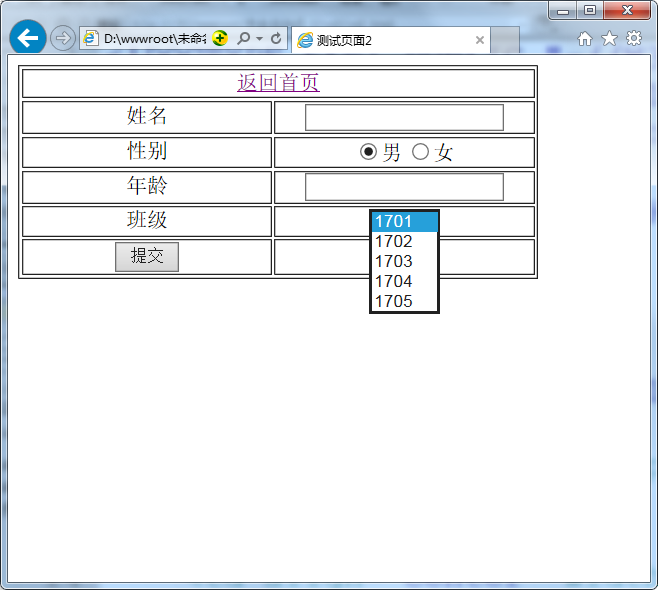 D:\wwwroot\未命名
测试页面2
返回首页
姓名
性别 男 女
年龄
班级
1701
1702
1703
1704
1705
提交